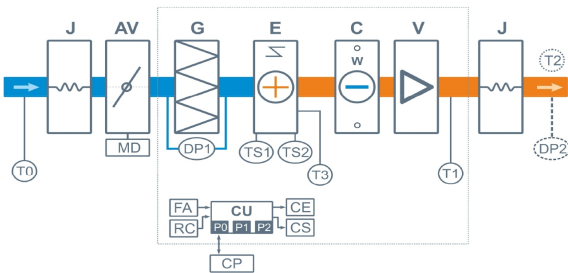 J AV G E C V J
T2
w
DP1 TS1 TS2 DP2
MD
T0 T3 T1
FA CU CE
RC P0 P1 P2 CS
CP